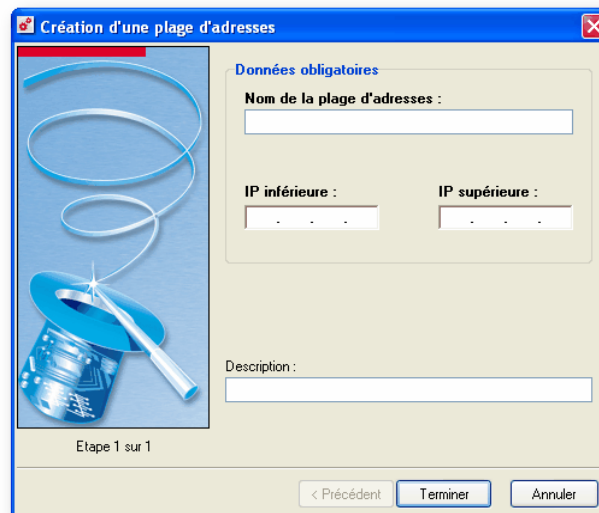 Création d'une plage d'adresses
Données obligatoires
Nom de la plage d'adresses :
IP inférieure :
IP supérieure :
. . .
. . .
Description :
Etape 1 sur 1
< Précédent
Terminer
Annuler